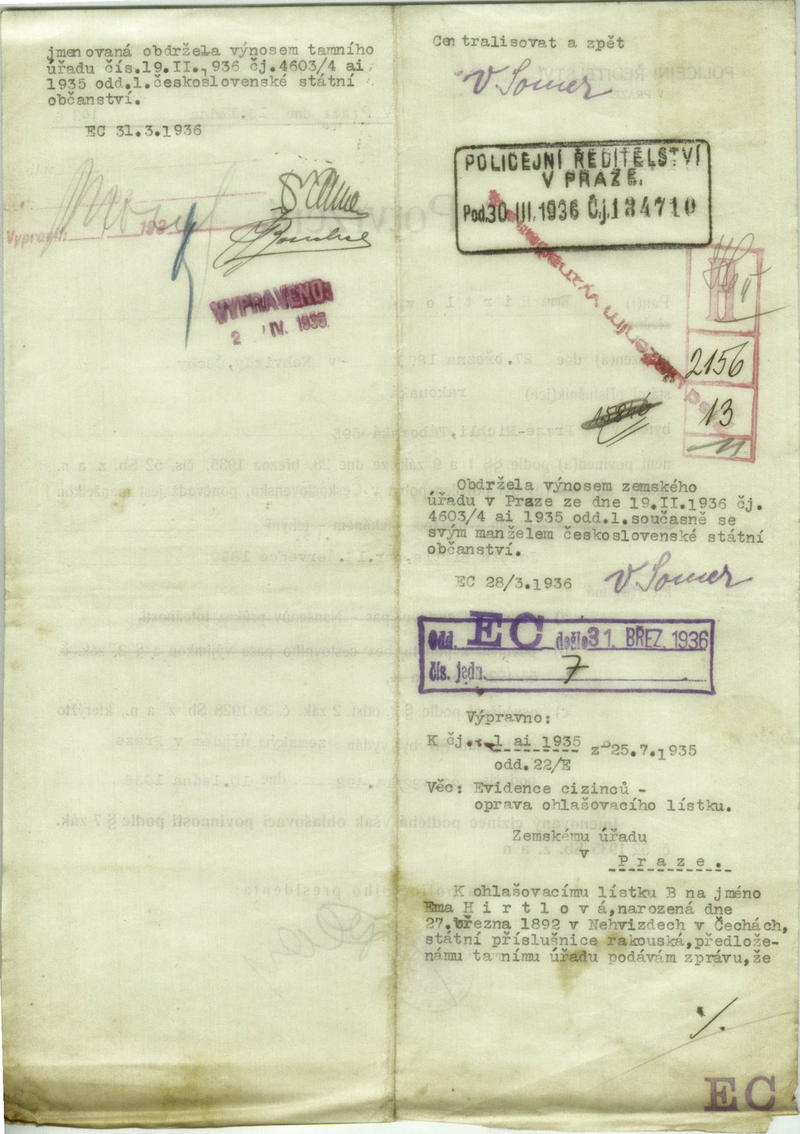 jmenovaná obdržela výnosem tamního
úřadu čís.19.II.,936 čj.4603/4 ai
1935 odd.1.československé státní
občanství.
EC 31.3.1936
Vypraveno
193
VYPRAVENO:
2 IV. 1936
Centralisovat a zpět
V. Somer
POLICEJNÍ ŘEDITELSTVÍ
V PRAZE.
Pod. 30 III. 1936 Čj. 134710
2156
13
Obdržela výnosem zemského
úřadu v Praze ze dne 19.II.1936 čj.
4603/4 ai 1935 odd.1.současně se
svým manželem československé státní
občanství.
EC 28/3.1936
V. Somer
Odd. EC došlo 31. BŘEZ. 1936
čís. jedn. 7
Výpravno:
K čj. 1 ai 1935 z 25.7.1935
odd.22/E
Věc: Evidence cizinců -
oprava ohlašovacího lístku.
Zemskému úřadu
v
P r a z e .
K ohlašovacímu lístku B na jméno
Ema H i r t l o v á,narozená dne
27.března 1892 v Nehvizdech v Čechách,
státní příslušnice rakouská,předlože-
námu tamnímu úřadu podávám zprávu,že
./.
EC